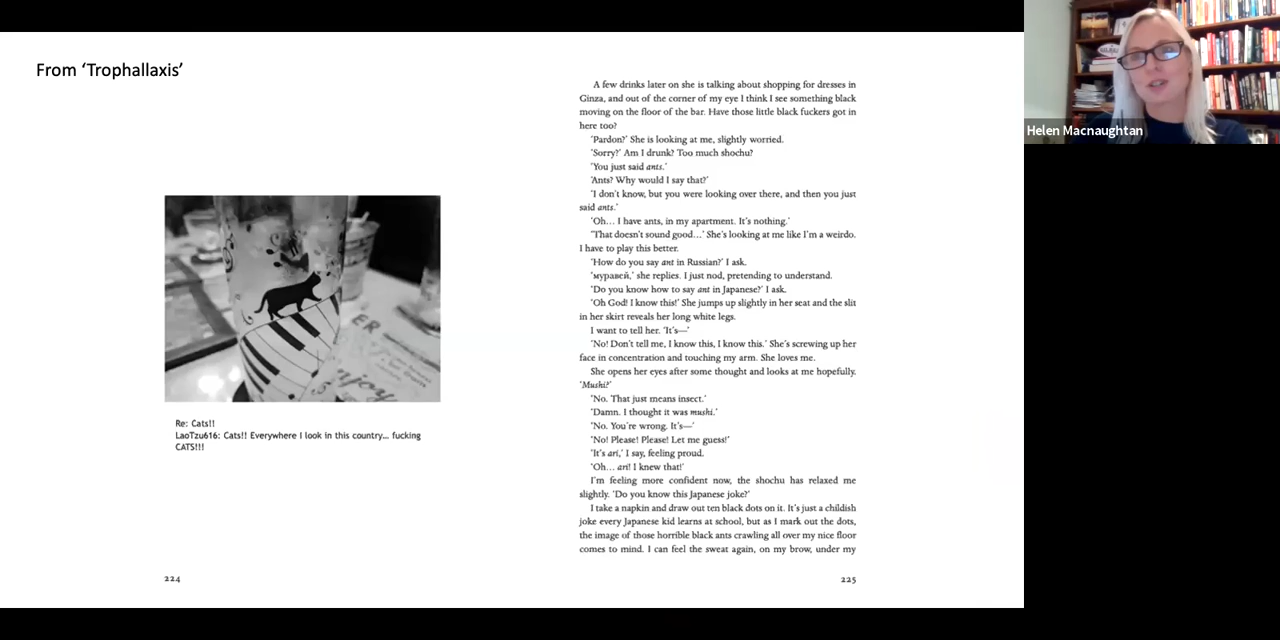 From ‘Trophallaxis’
Re: Cats!!
LaoTzu616: Cats!! Everywhere I look in this country... fucking
CATS!!!
224
A few drinks later on she is talking about shopping for dresses in
Ginza, and out of the corner of my eye I think I see something black
moving on the floor of the bar. Have those little black fuckers got in
here too?
‘Pardon?’ She is looking at me, slightly worried.
‘Sorry?’ Am I drunk? Too much shochu?
‘You just said ants.’
‘Ants? Why would I say that?’
‘I don’t know, but you were looking over there, and then you just
said ants.’
‘Oh… I have ants, in my apartment. It’s nothing.’
‘That doesn’t sound good…’ She’s looking at me like I’m a weirdo.
I have to play this better.
‘How do you say ant in Russian?’ I ask.
‘муравей,’ she replies. I just nod, pretending to understand.
‘Do you know how to say ant in Japanese?’ I ask.
‘Oh God! I know this!’ She jumps up slightly in her seat and the slit
in her skirt reveals her long white legs.
I want to tell her. ‘It’s—’
‘No! Don’t tell me, I know this, I know this.’ She’s screwing up her
face in concentration and touching my arm. She loves me.
She opens her eyes after some thought and looks at me hopefully.
‘Mushi?’
‘No. That just means insect.’
‘Damn. I thought it was mushi.’
‘No. You’re wrong. It’s—’
‘No! Please! Please! Let me guess!’
‘It’s ari,’ I say, feeling proud.
‘Oh… ari! I knew that!’
I’m feeling more confident now, the shochu has relaxed me
slightly. ‘Do you know this Japanese joke?’
I take a napkin and draw out ten black dots on it. It’s just a childish
joke every Japanese kid learns at school, but as I mark out the dots,
the image of those horrible black ants crawling all over my nice floor
comes to mind. I can feel the sweat again, on my brow, under my
225
Helen Macnaughtan